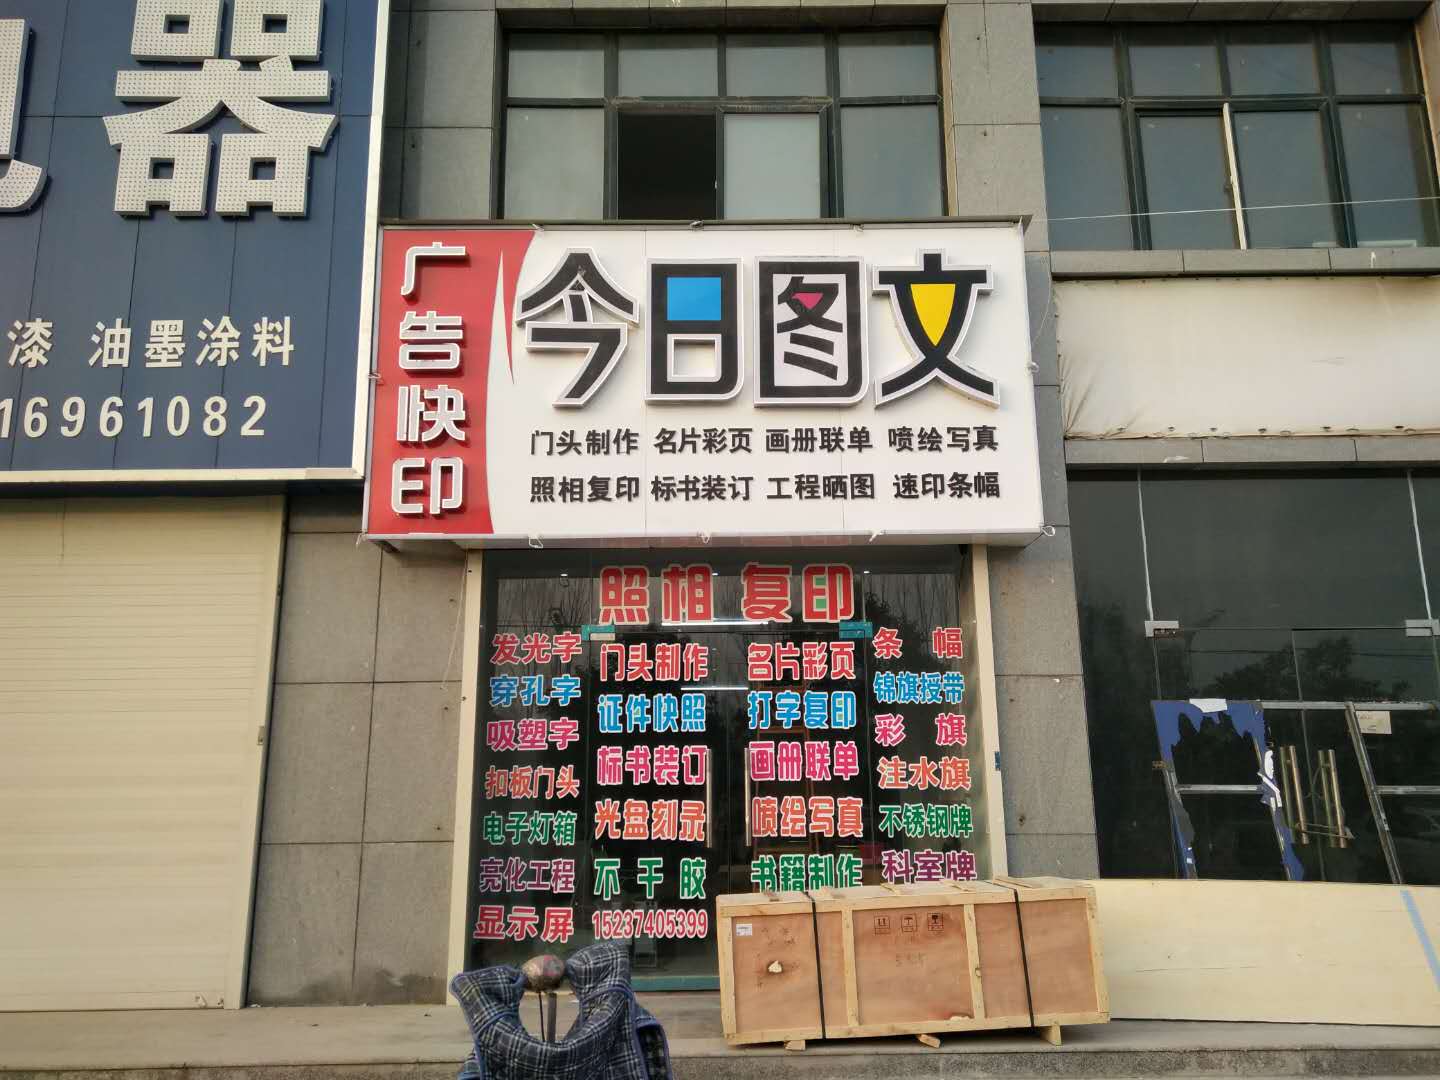 器
漆 油墨涂料
16961082
广告快印
今日图文
门头制作 名片彩页 画册联单 喷绘写真
照相复印 标书装订 工程晒图 速印条幅
照相 复印
发光字
穿孔字
吸塑字
扣板门头
电子灯箱
亮化工程
显示屏
门头制作
证件快照
标书装订
光盘刻录
不干胶
15237405399
名片彩页
打字复印
画册联单
喷绘写真
书籍制作
条幅
锦旗授带
彩旗
注水旗
不锈钢牌
科室牌